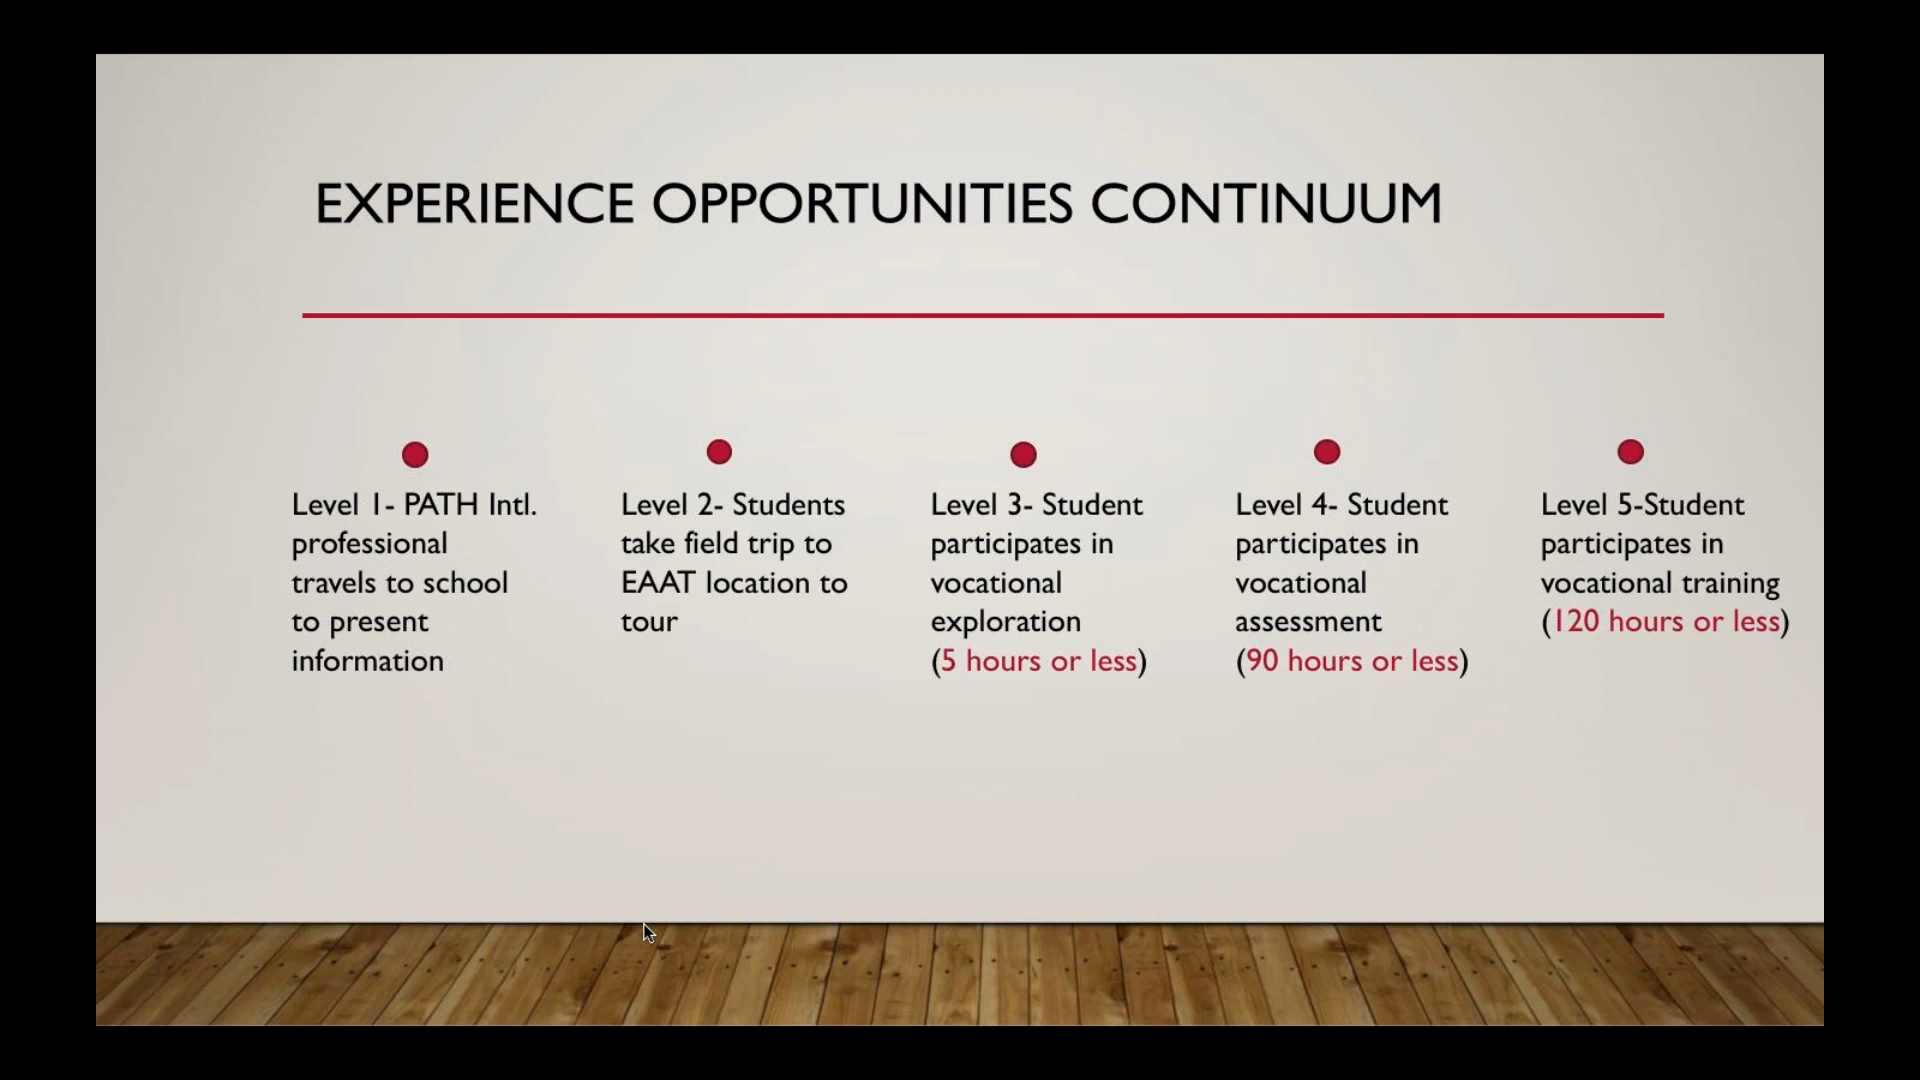 EXPERIENCE OPPORTUNITIES CONTINUUM
Level 1- PATH Intl.
professional
travels to school
to present
information
Level 2- Students
take field trip to
EAAT location to
tour
Level 3- Student
participates in
vocational
exploration
(5 hours or less)
Level 4- Student
participates in
vocational
assessment
(90 hours or less)
Level 5-Student
participates in
vocational training
(120 hours or less)